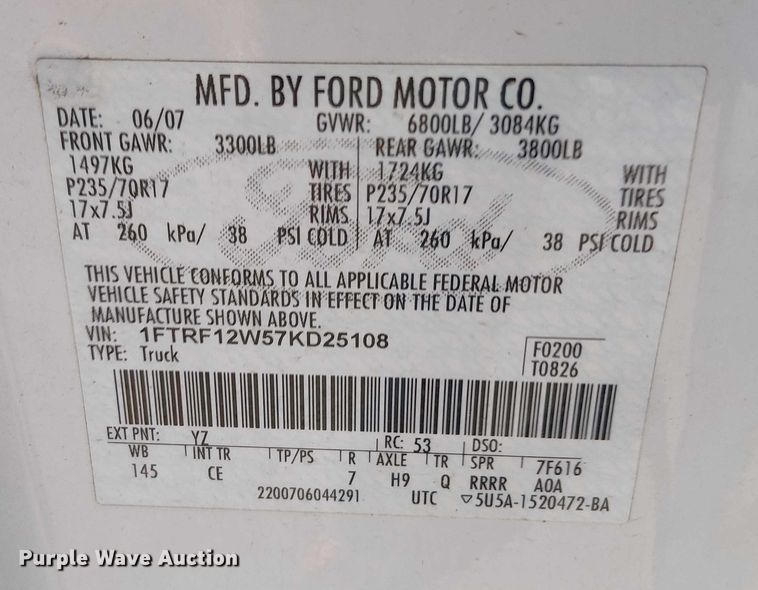 MFD. BY FORD MOTOR CO.
DATE: 06/07 GVWR: 6800LB/ 3084KG
FRONT GAWR: 3300LB REAR GAWR: 3800LB
1497KG WITH 1724KG WITH
P235/70R17 TIRES P235/70R17 TIRES
17x7.5J RIMS 17x7.5J RIMS
AT 260 kPa/ 38 PSI COLD AT 260 kPa/ 38 PSI COLD
THIS VEHICLE CONFORMS TO ALL APPLICABLE FEDERAL MOTOR
VEHICLE SAFETY STANDARDS IN EFFECT ON THE DATE OF
MANUFACTURE SHOWN ABOVE.
VIN: 1FTRF12W57KD25108
TYPE: Truck
F0200
T0826
EXT PNT: YZ RC: 53 DSO:
WB INT TR TP/PS R AXLE TR SPR 7F616
145 CE 7 H9 Q RRRR A0A
2200706044291 UTC ▽5U5A-1520472-BA
Purple Wave Auction